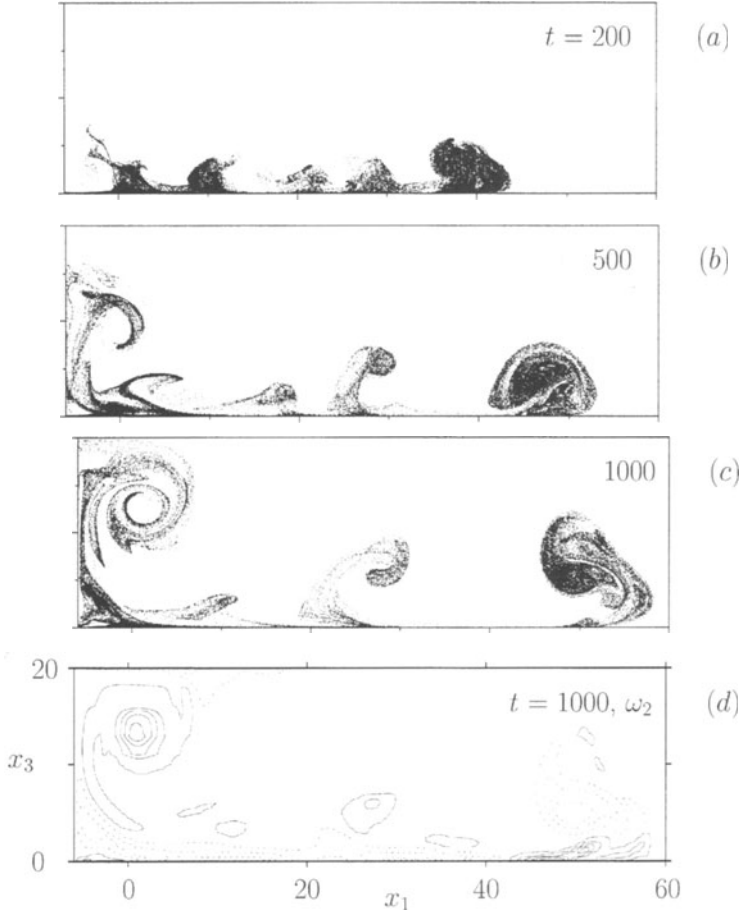 t = 200 (a)
500 (b)
1000 (c)
20
t = 1000, ω₂ (d)
x₃
0
0 20 40 60
x₁